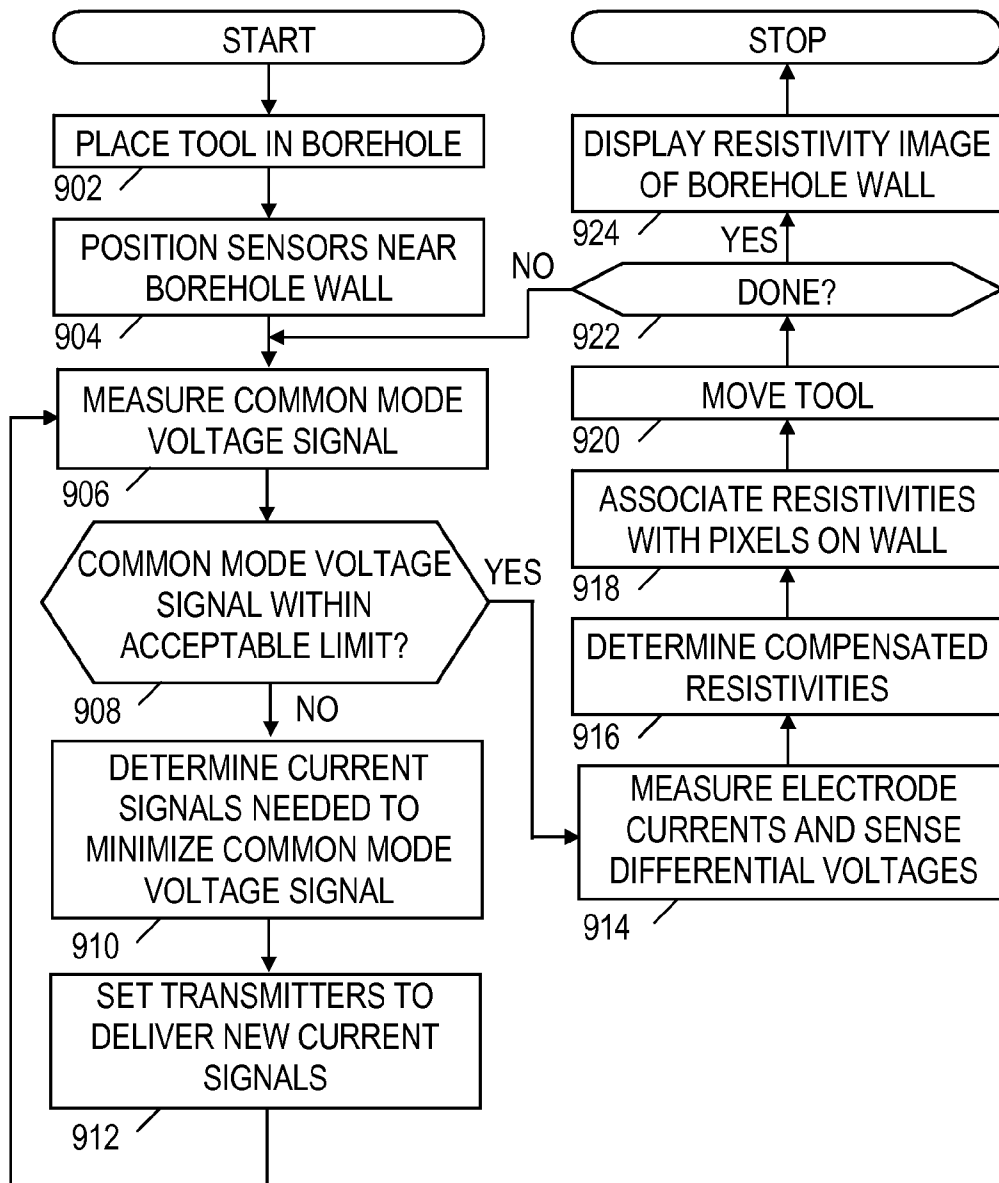 START
PLACE TOOL IN BOREHOLE
902
POSITION SENSORS NEAR
BOREHOLE WALL
904
MEASURE COMMON MODE
VOLTAGE SIGNAL
906
COMMON MODE VOLTAGE
SIGNAL WITHIN
ACCEPTABLE LIMIT?
YES
908
NO
DETERMINE CURRENT
SIGNALS NEEDED TO
MINIMIZE COMMON MODE
VOLTAGE SIGNAL
910
SET TRANSMITTERS TO
DELIVER NEW CURRENT
SIGNALS
912
STOP
DISPLAY RESISTIVITY IMAGE
OF BOREHOLE WALL
924
YES
NO
DONE?
922
MOVE TOOL
920
ASSOCIATE RESISTIVITIES
WITH PIXELS ON WALL
918
DETERMINE COMPENSATED
RESISTIVITIES
916
MEASURE ELECTRODE
CURRENTS AND SENSE
DIFFERENTIAL VOLTAGES
914